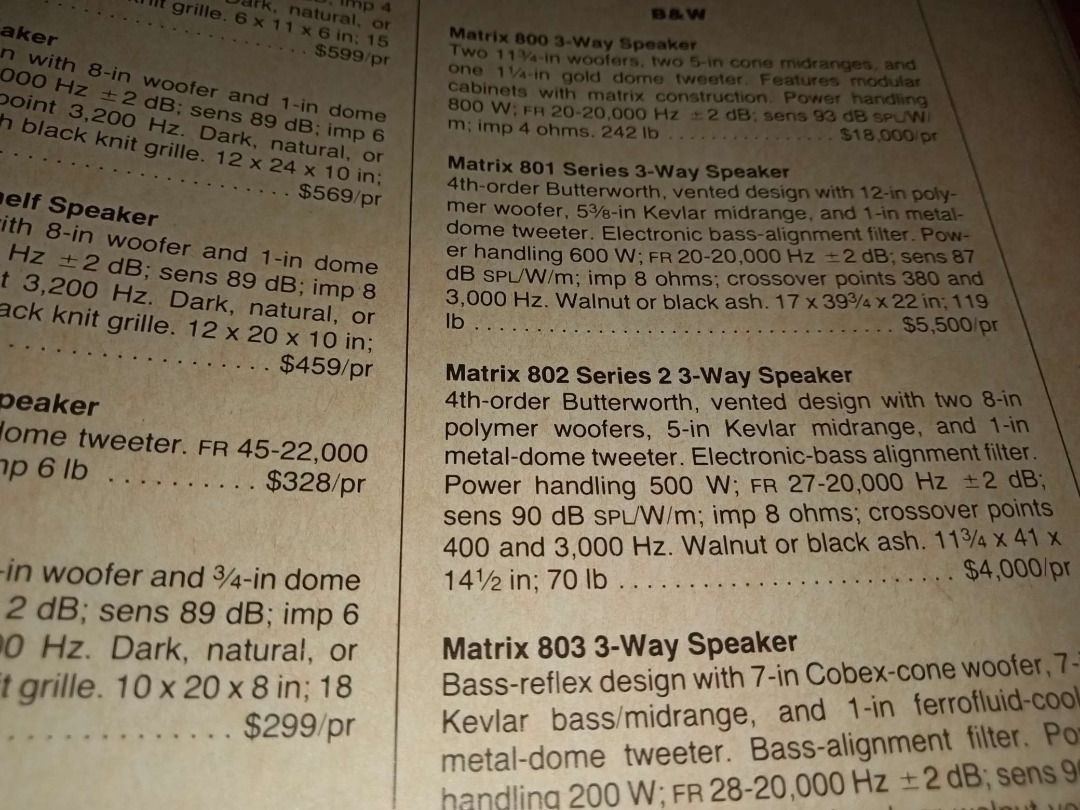 imp 4
grille. 6 x 11 x 6 in; 15
$599/pr
n with 8-in woofer and 1-in dome
000 Hz ±2 dB; sens 89 dB; imp 6
point 3,200 Hz. Dark, natural, or
h black knit grille. 12 x 24 x 10 in;
. . . . . . . . . . . . . . . . . . . . $569/pr
helf Speaker
ith 8-in woofer and 1-in dome
Hz ±2 dB; sens 89 dB; imp 8
t 3,200 Hz. Dark, natural, or
ack knit grille. 12 x 20 x 10 in;
. . . . . . . . . . . . . . . . . . $459/pr
peaker
dome tweeter. FR 45-22,000
mp 6 lb . . . . . . . . . . $328/pr
-in woofer and 3/4-in dome
2 dB; sens 89 dB; imp 6
00 Hz. Dark, natural, or
it grille. 10 x 20 x 8 in; 18
. . . . . . . . . . . . . . $299/pr
B&W
Matrix 800 3-Way Speaker
Two 11¾-in woofers, two 5-in cone midranges, and
one 1¼-in gold dome tweeter. Features modular
cabinets with matrix construction. Power handling
800 W; FR 20-20,000 Hz ±2 dB; sens 93 dB SPL/W/
m; imp 4 ohms. 242 lb . . . . . . . . . . . . . . . . . $18,000/pr
Matrix 801 Series 3-Way Speaker
4th-order Butterworth, vented design with 12-in poly-
mer woofer, 5⅜-in Kevlar midrange, and 1-in metal-
dome tweeter. Electronic bass-alignment filter. Pow-
er handling 600 W; FR 20-20,000 Hz ±2 dB; sens 87
dB SPL/W/m; imp 8 ohms; crossover points 380 and
3,000 Hz. Walnut or black ash. 17 x 39¾ x 22 in; 119
lb . . . . . . . . . . . . . . . . . . . . . . . . . . . . . . . . . . . $5,500/pr
Matrix 802 Series 2 3-Way Speaker
4th-order Butterworth, vented design with two 8-in
polymer woofers, 5-in Kevlar midrange, and 1-in
metal-dome tweeter. Electronic-bass alignment filter.
Power handling 500 W; FR 27-20,000 Hz ±2 dB;
sens 90 dB SPL/W/m; imp 8 ohms; crossover points
400 and 3,000 Hz. Walnut or black ash. 11¾ x 41 x
14½ in; 70 lb . . . . . . . . . . . . . . . . . . . . . . . . . $4,000/pr
Matrix 803 3-Way Speaker
Bass-reflex design with 7-in Cobex-cone woofer, 7-
Kevlar bass/midrange, and 1-in ferrofluid-cool
metal-dome tweeter. Bass-alignment filter. Po
handling 200 W; FR 28-20,000 Hz ±2 dB; sens 9